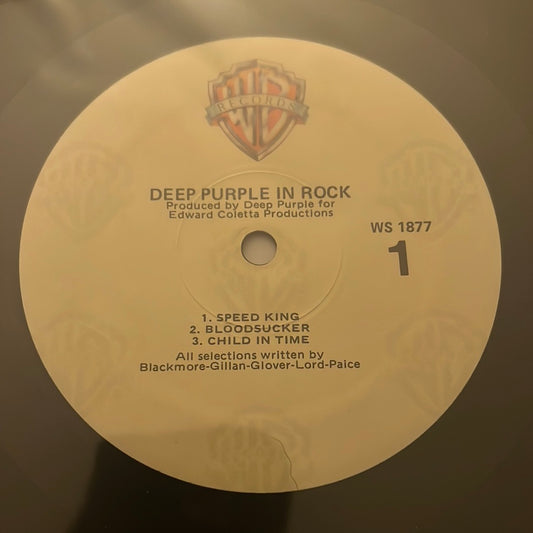 WB
RECORDS
DEEP PURPLE IN ROCK
Produced by Deep Purple for
Edward Coletta Productions
WS 1877
1
1. SPEED KING
2. BLOODSUCKER
3. CHILD IN TIME
All selections written by
Blackmore-Gillan-Glover-Lord-Paice